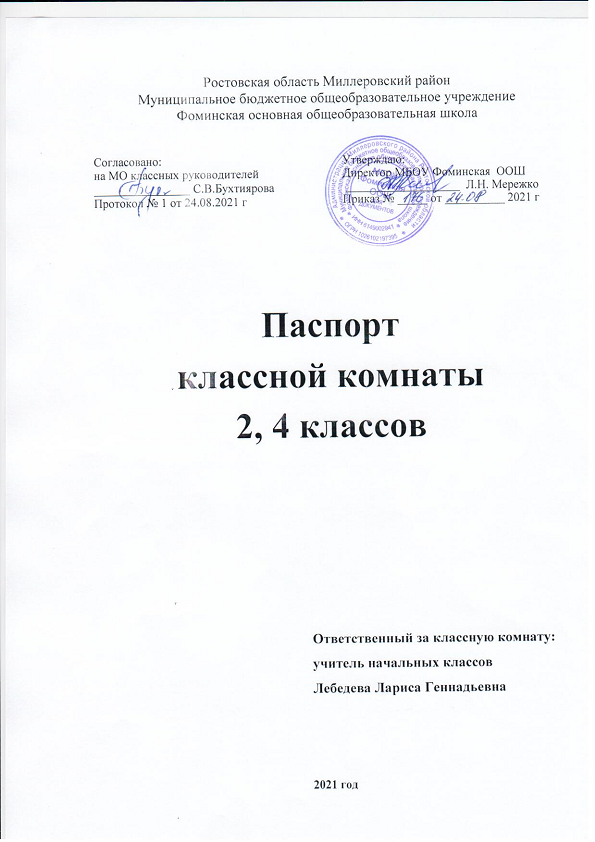 Ростовская область Миллеровский район
Муниципальное бюджетное общеобразовательное учреждение
Фоминская основная общеобразовательная школа
Согласовано:
на МО классных руководителей
С.В.Бухтиярова
Протокол № 1 от 24.08.2021 г
Утверждаю:
Директор МБОУ Фоминская ООШ
Л.Н. Мережко
Приказ № 176 от 24.08 2021 г
Паспорт
классной комнаты
2, 4 классов
Ответственный за классную комнату:
учитель начальных классов
Лебедева Лариса Геннадьевна
2021 год